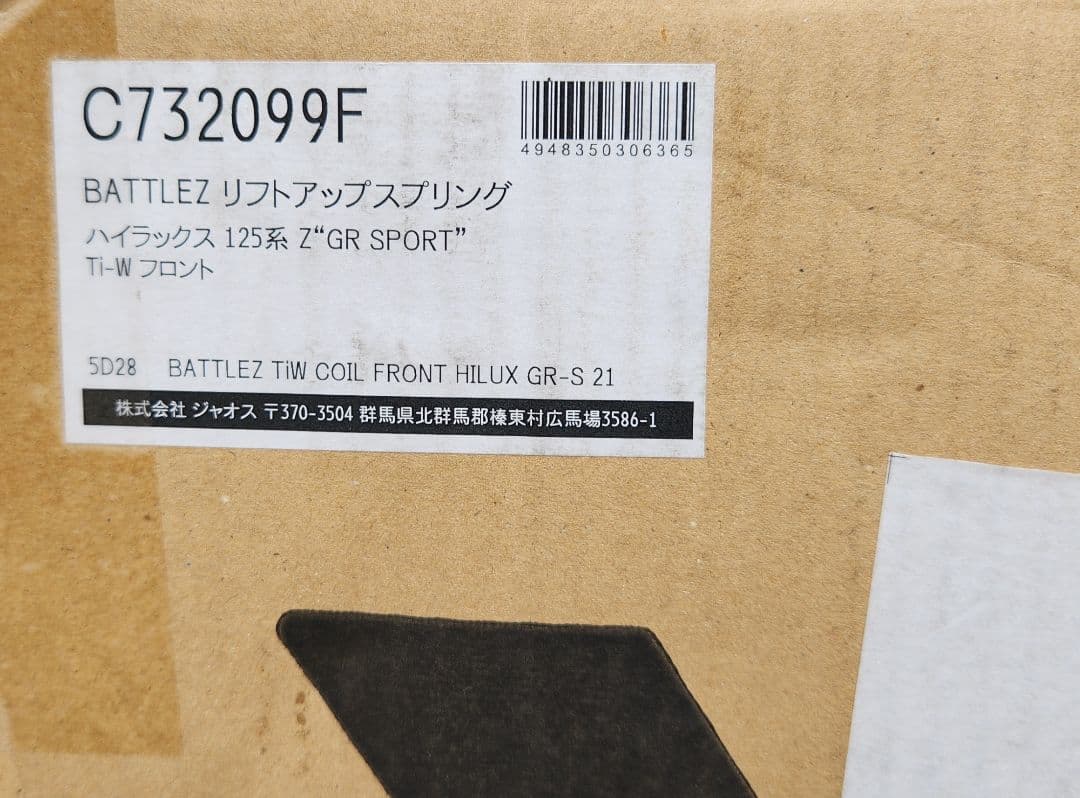 C732099F
4948350306365
BATTLEZ リフトアップスプリング
ハイラックス 125系 Z“GR SPORT”
Ti-W フロント
5D28 BATTLEZ TiW COIL FRONT HILUX GR-S 21
株式会社 ジャオス 〒370-3504 群馬県北群馬郡榛東村広馬場3586-1